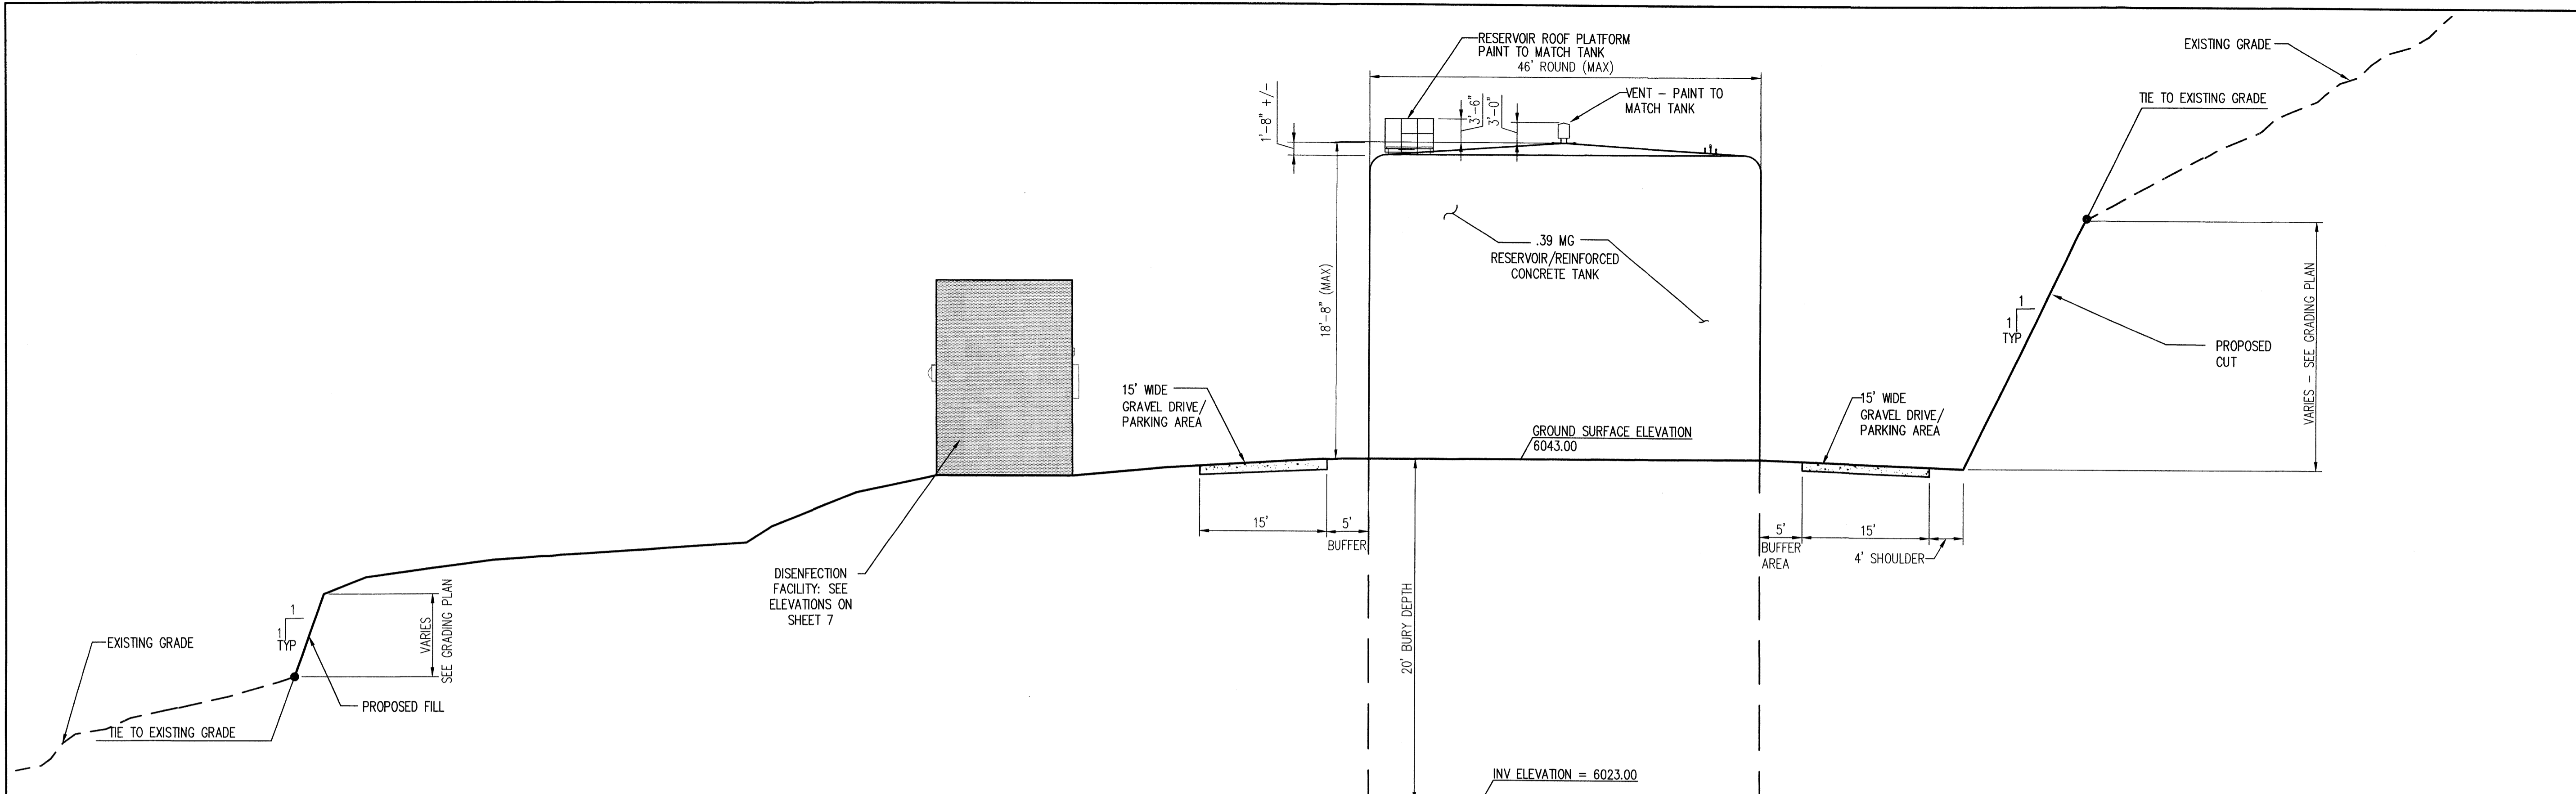 RESERVOIR ROOF PLATFORM
PAINT TO MATCH TANK
46' ROUND (MAX)
1'-8" +/-
3'-6"
3'-0"
VENT – PAINT TO
MATCH TANK
EXISTING GRADE
TIE TO EXISTING GRADE
.39 MG
RESERVOIR/REINFORCED
CONCRETE TANK
18'-8" (MAX)
1
1
TYP
PROPOSED
CUT
VARIES – SEE GRADING PLAN
15' WIDE
GRAVEL DRIVE/
PARKING AREA
GROUND SURFACE ELEVATION
6043.00
15' WIDE
GRAVEL DRIVE/
PARKING AREA
15'
5'
BUFFER
5'
BUFFER
AREA
15'
4' SHOULDER
DISENFECTION
FACILITY: SEE
ELEVATIONS ON
SHEET 7
20' BURY DEPTH
1
1
TYP
VARIES
SEE GRADING PLAN
EXISTING GRADE
PROPOSED FILL
TIE TO EXISTING GRADE
INV ELEVATION = 6023.00